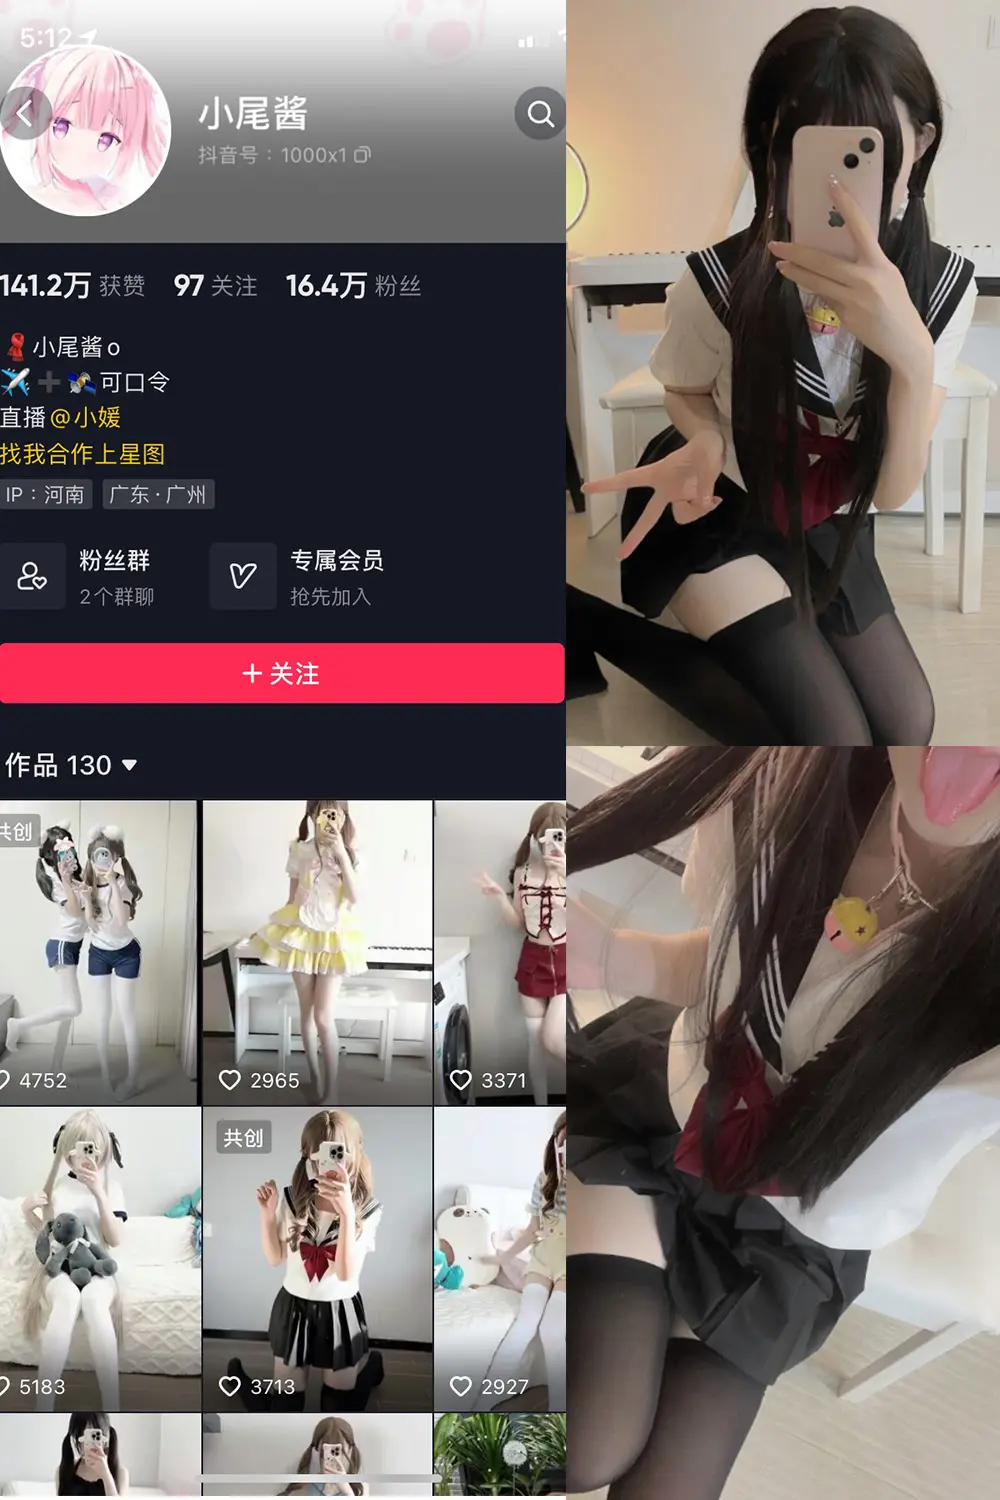 5:12
小尾酱
抖音号：1000x1
141.2万 获赞 97 关注 16.4万 粉丝
小尾酱o
可口令
直播@小媛
找我合作上星图
IP：河南 广东·广州
粉丝群 专属会员
2个群聊 抢先加入
+ 关注
作品 130
共创
4752 2965 3371
共创
5183 3713 2927